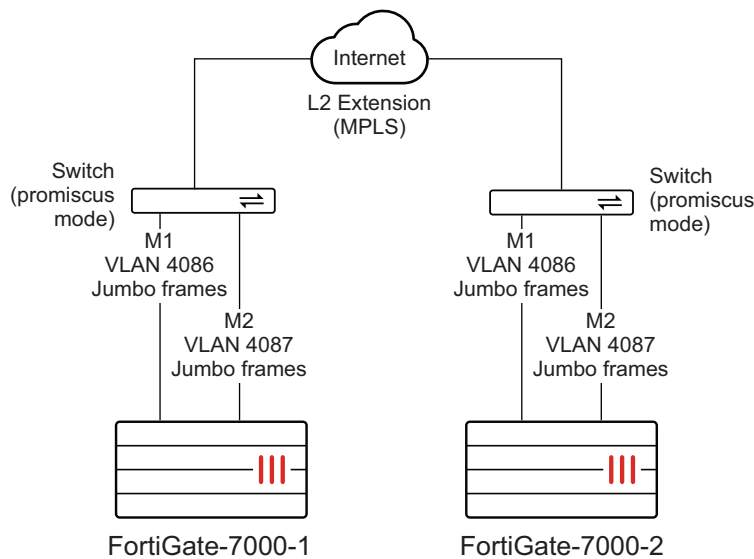 Internet
L2 Extension
(MPLS)
Switch
(promiscus
mode)
M1
VLAN 4086
Jumbo frames
M2
VLAN 4087
Jumbo frames
FortiGate-7000-1
Switch
(promiscus
mode)
M1
VLAN 4086
Jumbo frames
M2
VLAN 4087
Jumbo frames
FortiGate-7000-2